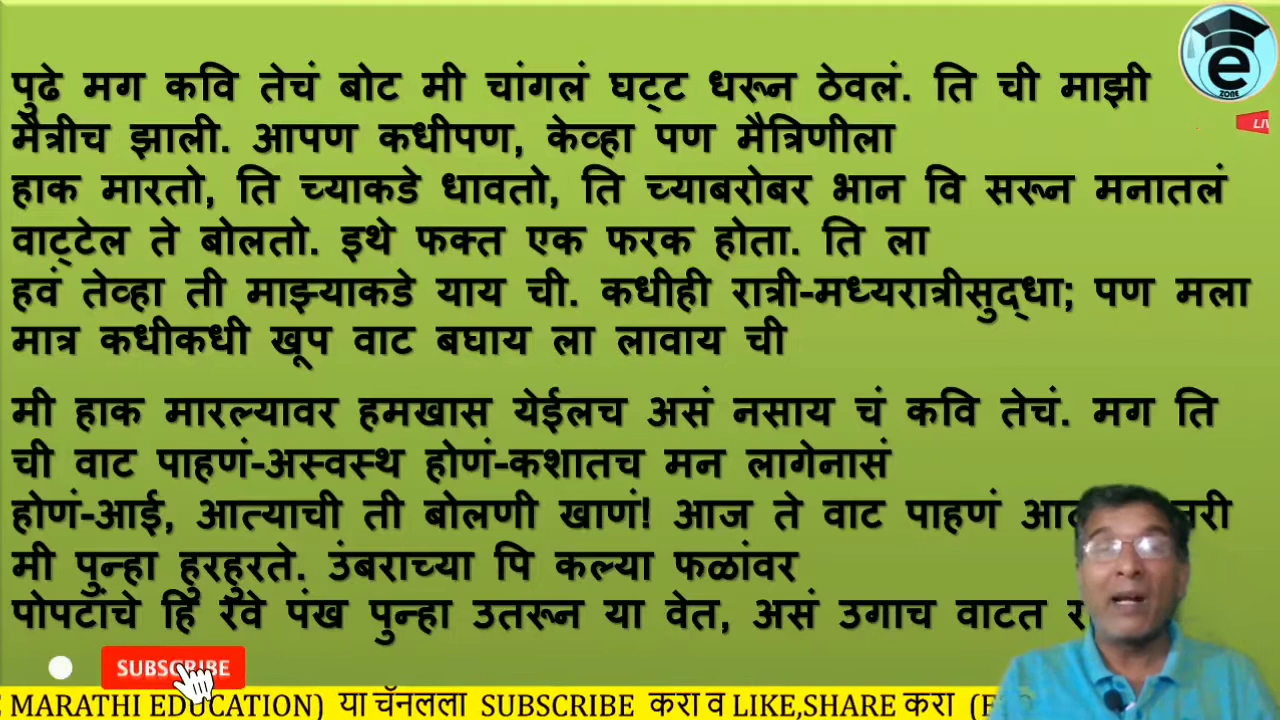 पुढे मग कवि तेचं बोट मी चांगलं घट्ट धरून ठेवलं. ति ची माझी
मैत्रीच झाली. आपण कधीपण, केव्हा पण मैत्रिणीला
हाक मारतो, ति च्याकडे धावतो, ति च्याबरोबर भान वि सरून मनातलं
वाट्टेल ते बोलतो. इथे फक्त एक फरक होता. ति ला
हवं तेव्हा ती माझ्याकडे याय ची. कधीही रात्री-मध्यरात्रीसुद्धा; पण मला
मात्र कधीकधी खूप वाट बघाय ला लावाय ची
मी हाक मारल्यावर हमखास येईलच असं नसाय चं कवि तेचं. मग ति
ची वाट पाहणं-अस्वस्थ होणं-कशातच मन लागेनासं
होणं-आई, आत्याची ती बोलणी खाणं! आज ते वाट पाहणं
मी पुन्हा हुरहुरते. उंबराच्या पि कल्या फळांवर
पोपटांचे हि रवे पंख पुन्हा उतरून या वेत, असं उगाच वाटत
e
ZONE
SUBSCRIBE
MARATHI EDUCATION) या चॅनलला SUBSCRIBE करा व LIKE,SHARE करा